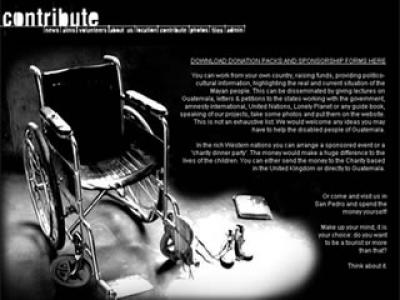 contribute
news aims volunteers about us location contribute photos files admin
DOWNLOAD DONATION PACKS AND SPONSORSHIP FORMS HERE
You can work from your own country, raising funds, providing politico-
cultural information, highlighting the real and current situation of the
Mayan people. This can be disseminated by giving lectures on
Guatemala, letters & petitions to the states working with the government,
amnesty international, United Nations, Lonely Planet or any guide book,
speaking of our projects, take some photos and put them on the website.
This is not an exhaustive list. We would welcome any ideas you may
have to help the disabled people of Guatemala.
In the rich Western nations you can arrange a sponsored event or a
'charity dinner party'. The money would make a huge difference to the
lives of the children. You can either send the money to the Charity based
in the United Kingdom or directly to Guatemala.
Or come and visit us in
San Pedro and spend the
money yourself!
Make up your mind, it is
your choice: do you want
to be a tourist or more
than that?
Think about it.